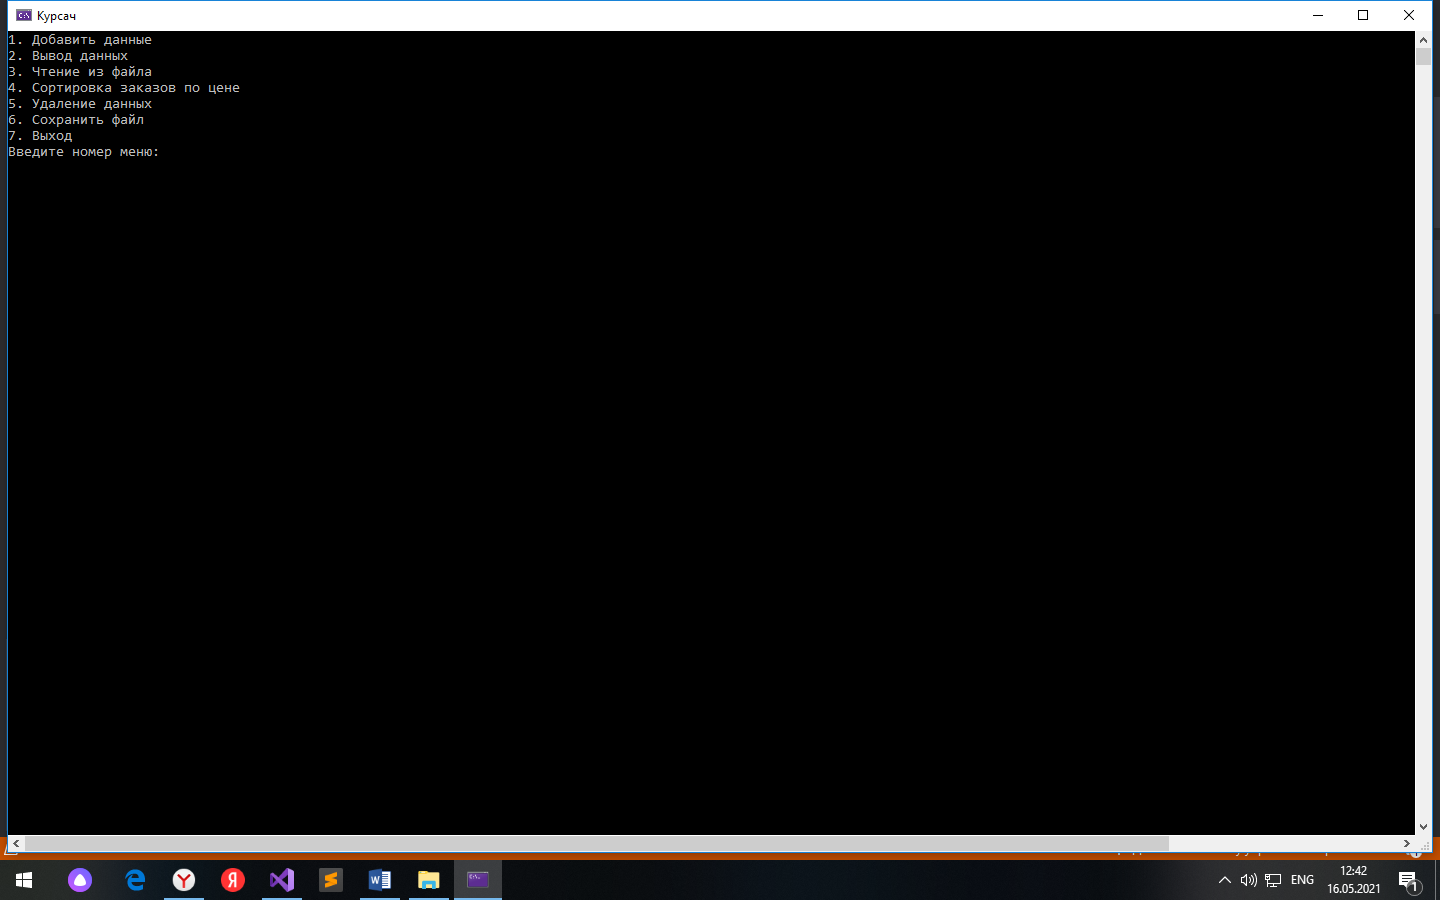 Курсач
1. Добавить данные
2. Вывод данных
3. Чтение из файла
4. Сортировка заказов по цене
5. Удаление данных
6. Сохранить файл
7. Выход
Введите номер меню:
ENG
12:42
16.05.2021
1